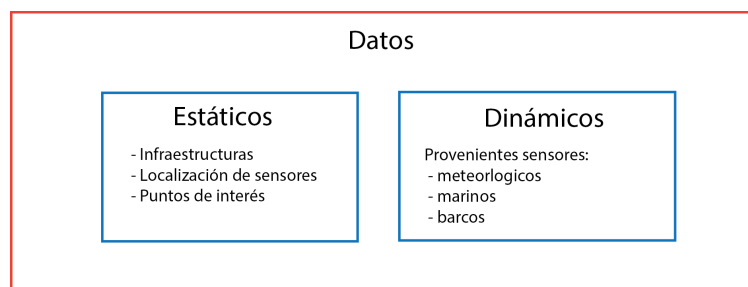 Datos
Estáticos
- Infraestructuras
- Localización de sensores
- Puntos de interés
Dinámicos
Provenientes sensores:
- meteorlogicos
- marinos
- barcos